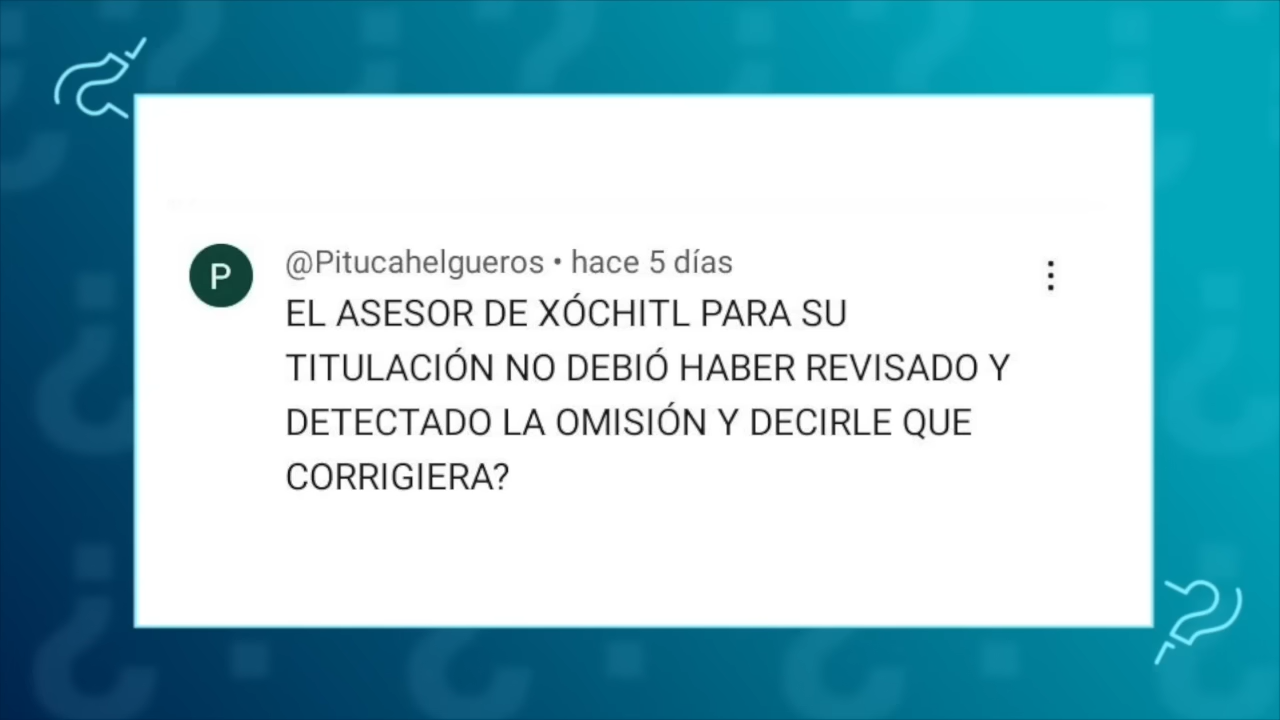 P
@Pitucahelgueros • hace 5 días
EL ASESOR DE XÓCHITL PARA SU
TITULACIÓN NO DEBIÓ HABER REVISADO Y
DETECTADO LA OMISIÓN Y DECIRLE QUE
CORRIGIERA?